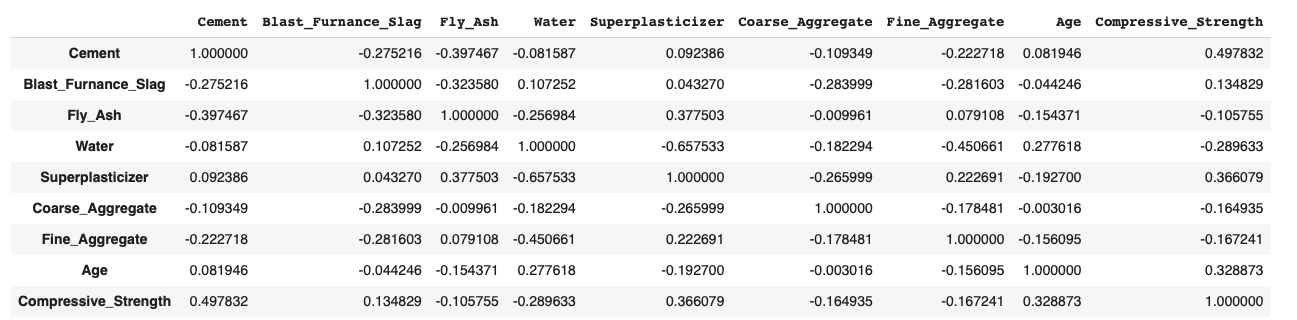 Cement Blast_Furnance_Slag Fly_Ash Water Superplasticizer Coarse_Aggregate Fine_Aggregate Age Compressive_Strength
Cement 1.000000 -0.275216 -0.397467 -0.081587 0.092386 -0.109349 -0.222718 0.081946 0.497832
Blast_Furnance_Slag -0.275216 1.000000 -0.323580 0.107252 0.043270 -0.283999 -0.281603 -0.044246 0.134829
Fly_Ash -0.397467 -0.323580 1.000000 -0.256984 0.377503 -0.009961 0.079108 -0.154371 -0.105755
Water -0.081587 0.107252 -0.256984 1.000000 -0.657533 -0.182294 -0.450661 0.277618 -0.289633
Superplasticizer 0.092386 0.043270 0.377503 -0.657533 1.000000 -0.265999 0.222691 -0.192700 0.366079
Coarse_Aggregate -0.109349 -0.283999 -0.009961 -0.182294 -0.265999 1.000000 -0.178481 -0.003016 -0.164935
Fine_Aggregate -0.222718 -0.281603 0.079108 -0.450661 0.222691 -0.178481 1.000000 -0.156095 -0.167241
Age 0.081946 -0.044246 -0.154371 0.277618 -0.192700 -0.003016 -0.156095 1.000000 0.328873
Compressive_Strength 0.497832 0.134829 -0.105755 -0.289633 0.366079 -0.164935 -0.167241 0.328873 1.000000